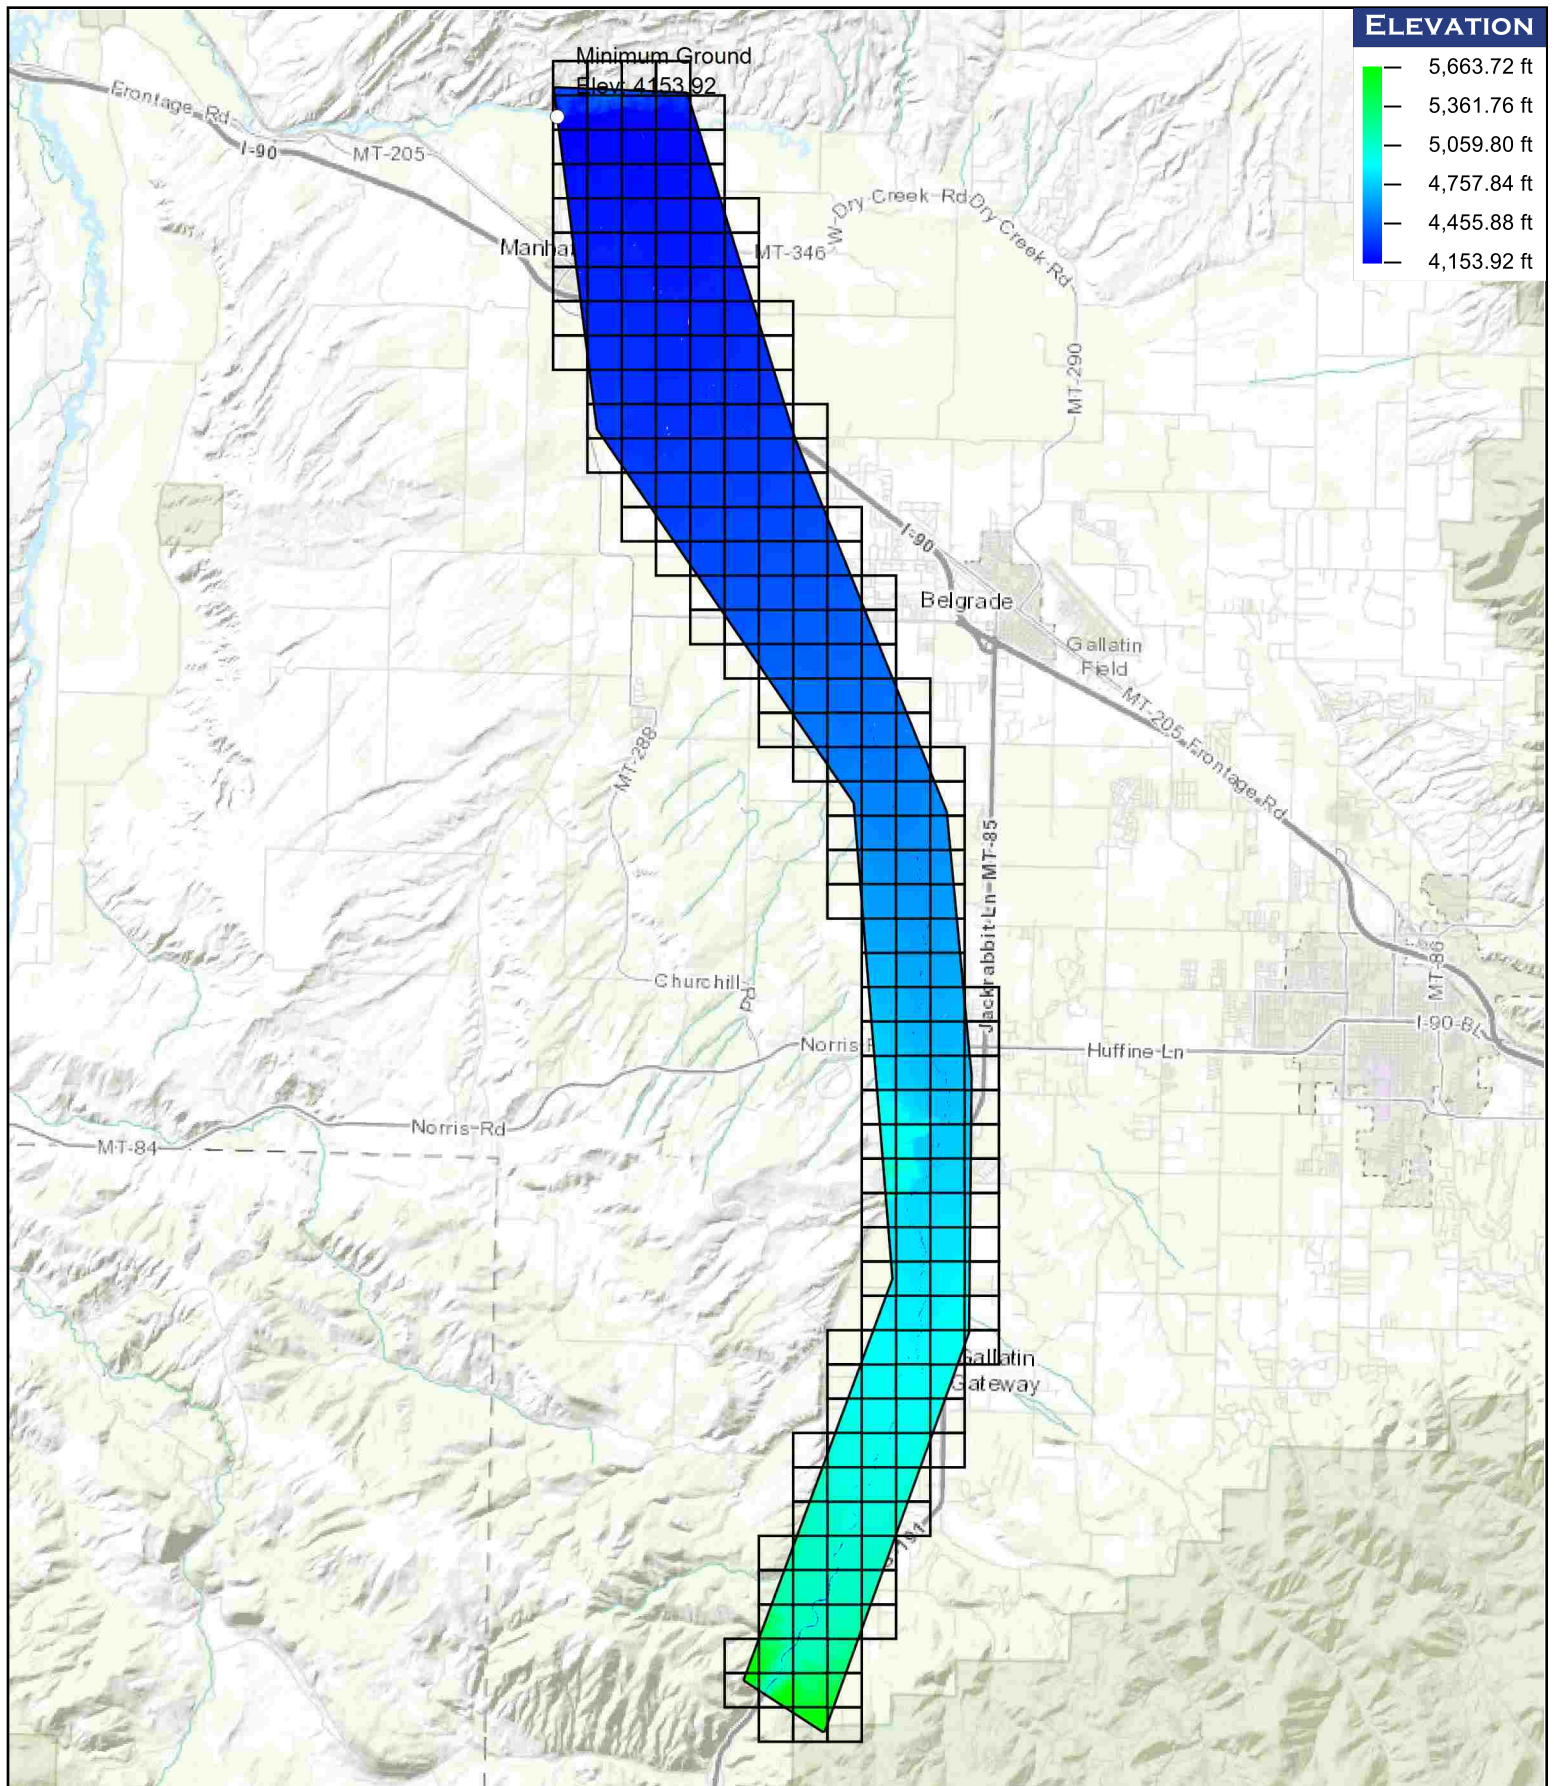 ELEVATION
5,663.72 ft
5,361.76 ft
5,059.80 ft
4,757.84 ft
4,455.88 ft
4,153.92 ft
Minimum Ground
Elev: 4153.92
Frontage Rd
I-90
MT-205
W Dry Creek Rd
Dry Creek Rd
MT-346
MT-290
I-90
Belgrade
Gallatin
Field
MT-205
Frontage Rd
MT-288
Jackrabbit Ln
MT-85
MT-86
Churchill Rd
I-90-BL
Norris
Huffine Ln
Norris Rd
MT-84
Gallatin
Gateway